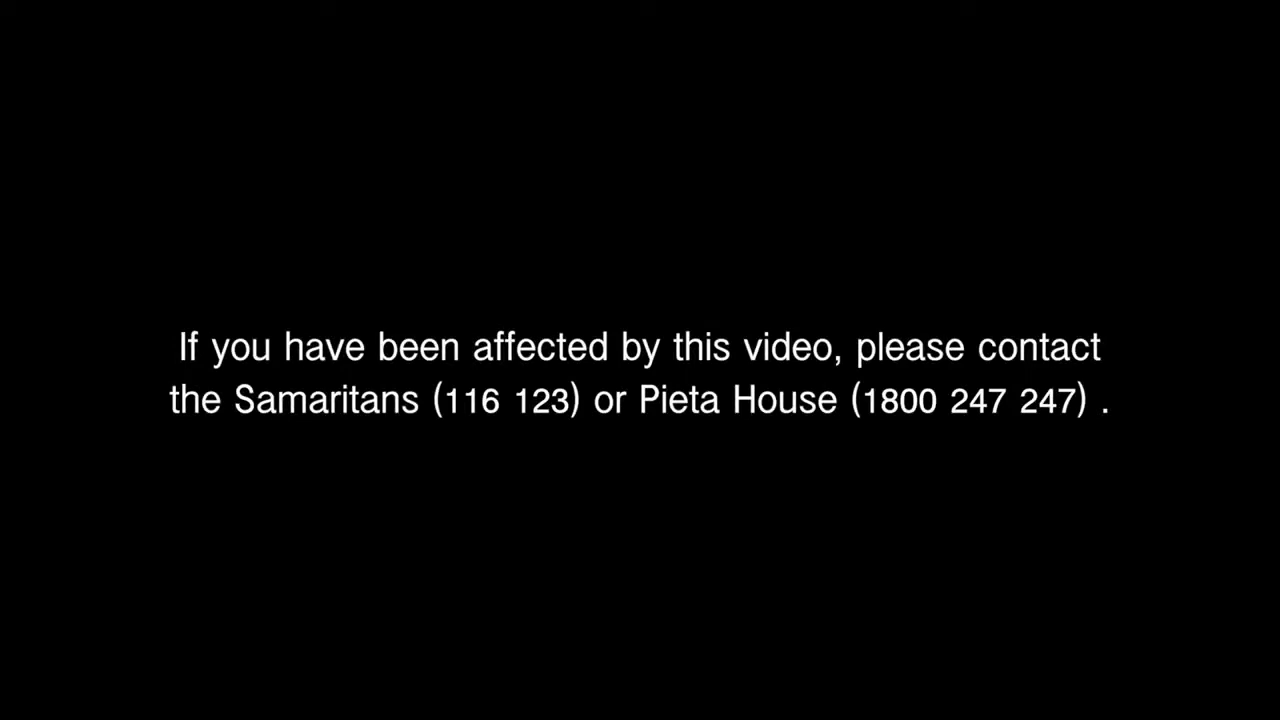 If you have been affected by this video, please contact
the Samaritans (116 123) or Pieta House (1800 247 247) .